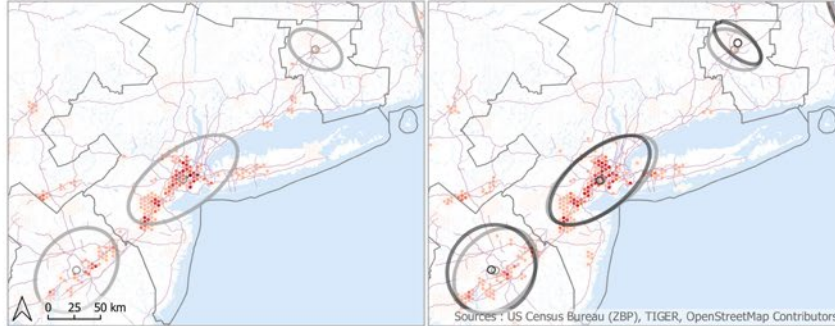 0 25 50 km
Sources : US Census Bureau (ZBP), TIGER, OpenStreetMap Contributors